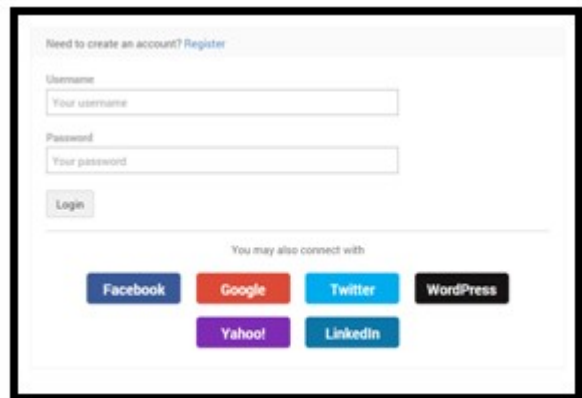 Need to create an account? Register
Username
Your username
Password
Your password
Login
You may also connect with
Facebook Google Twitter WordPress
Yahoo! LinkedIn